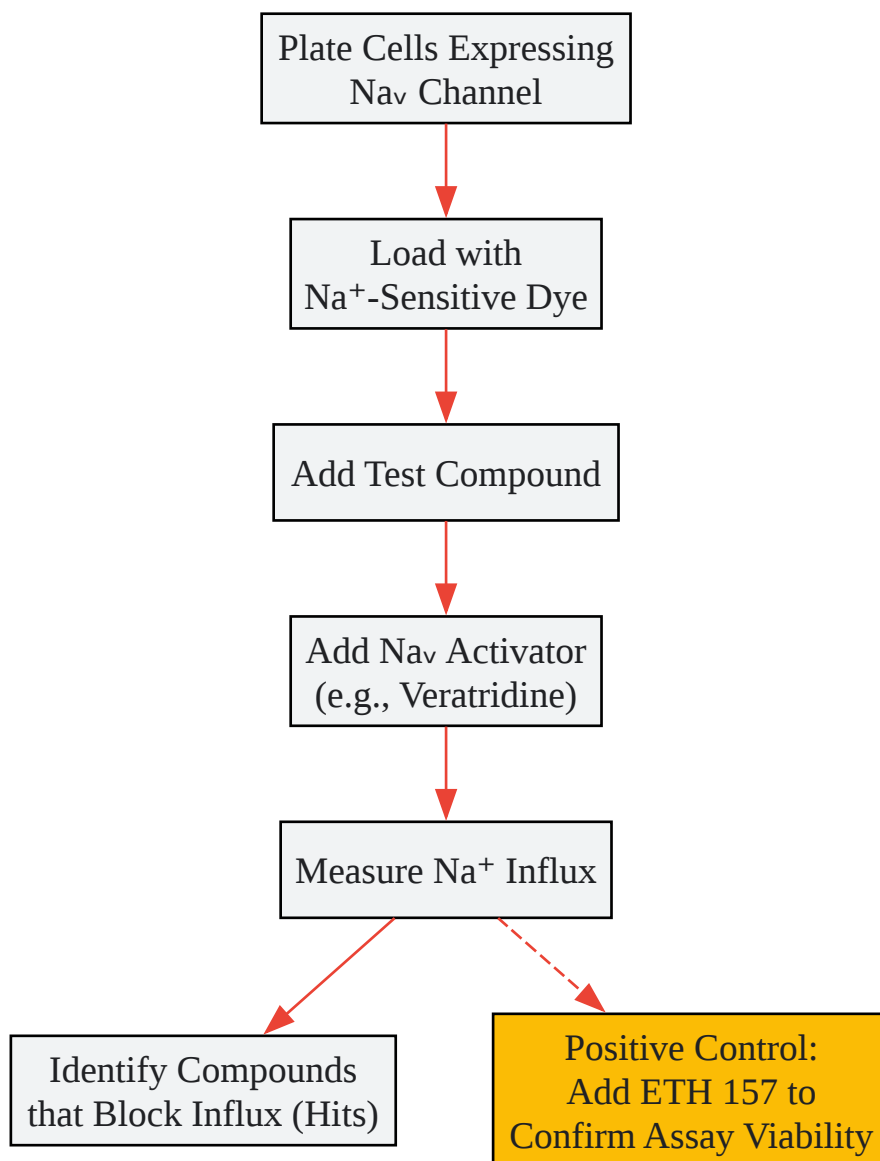 Plate Cells Expressing
Naᵥ Channel
Load with
Na⁺-Sensitive Dye
Add Test Compound
Add Naᵥ Activator
(e.g., Veratridine)
Measure Na⁺ Influx
Identify Compounds
that Block Influx (Hits)
Positive Control:
Add ETH 157 to
Confirm Assay Viability